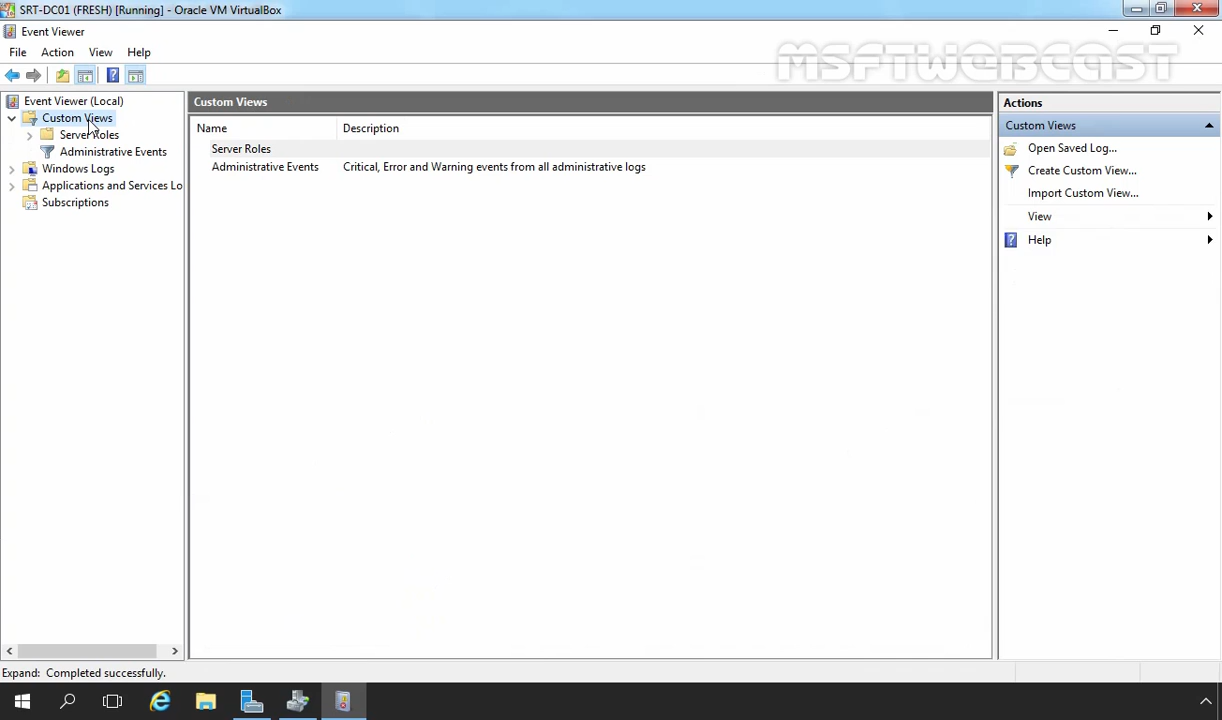 SRT-DC01 (FRESH) [Running] - Oracle VM VirtualBox
Event Viewer
MSFTWEBCAST
File Action View Help
Event Viewer (Local)
Custom Views
Server Roles
Administrative Events
Windows Logs
Applications and Services Lo
Subscriptions
Custom Views
Name Description
Server Roles
Administrative Events Critical, Error and Warning events from all administrative logs
Actions
Custom Views
Open Saved Log...
Create Custom View...
Import Custom View...
View
Help
Expand: Completed successfully.